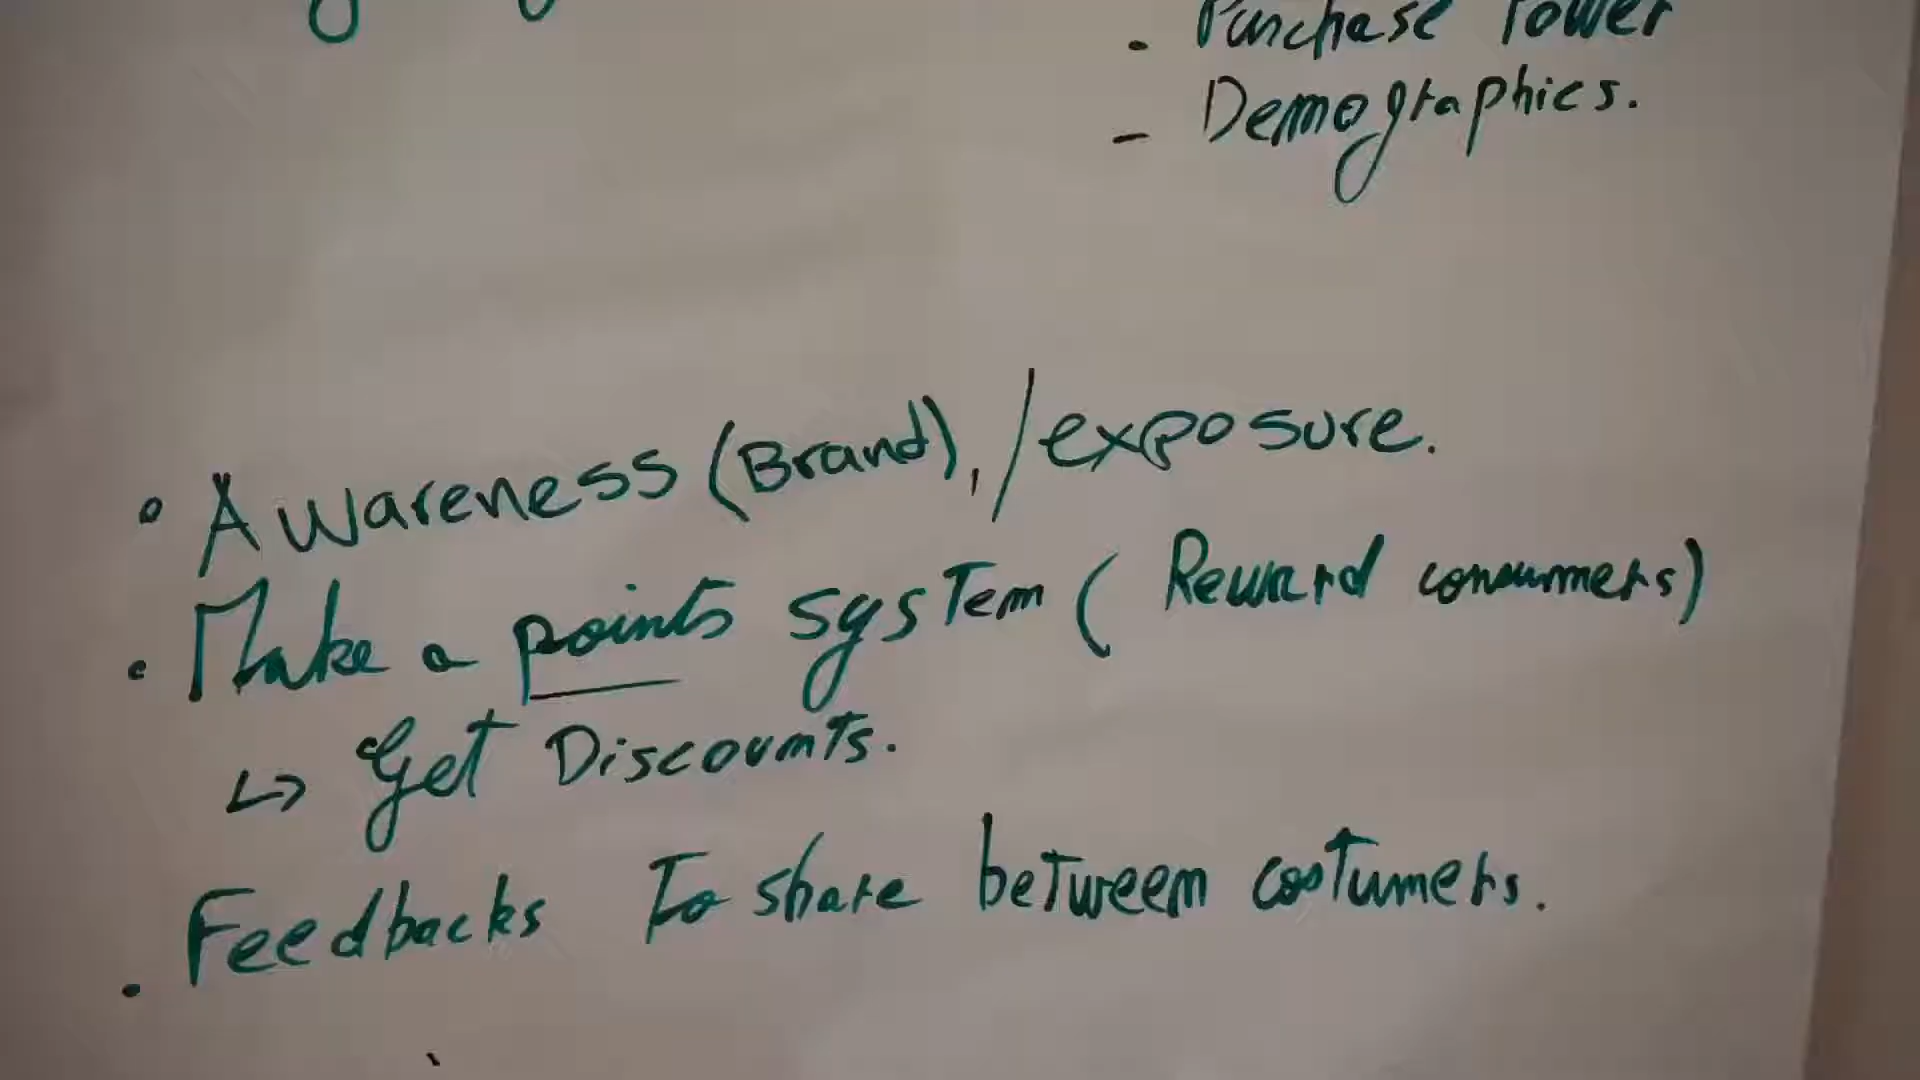 • Purchase Power
- Demographics.
• Awareness (Brand), / exposure.
• Make a points system ( Reward consumers)
↳ Get Discounts.
• Feedbacks To share between costumers.